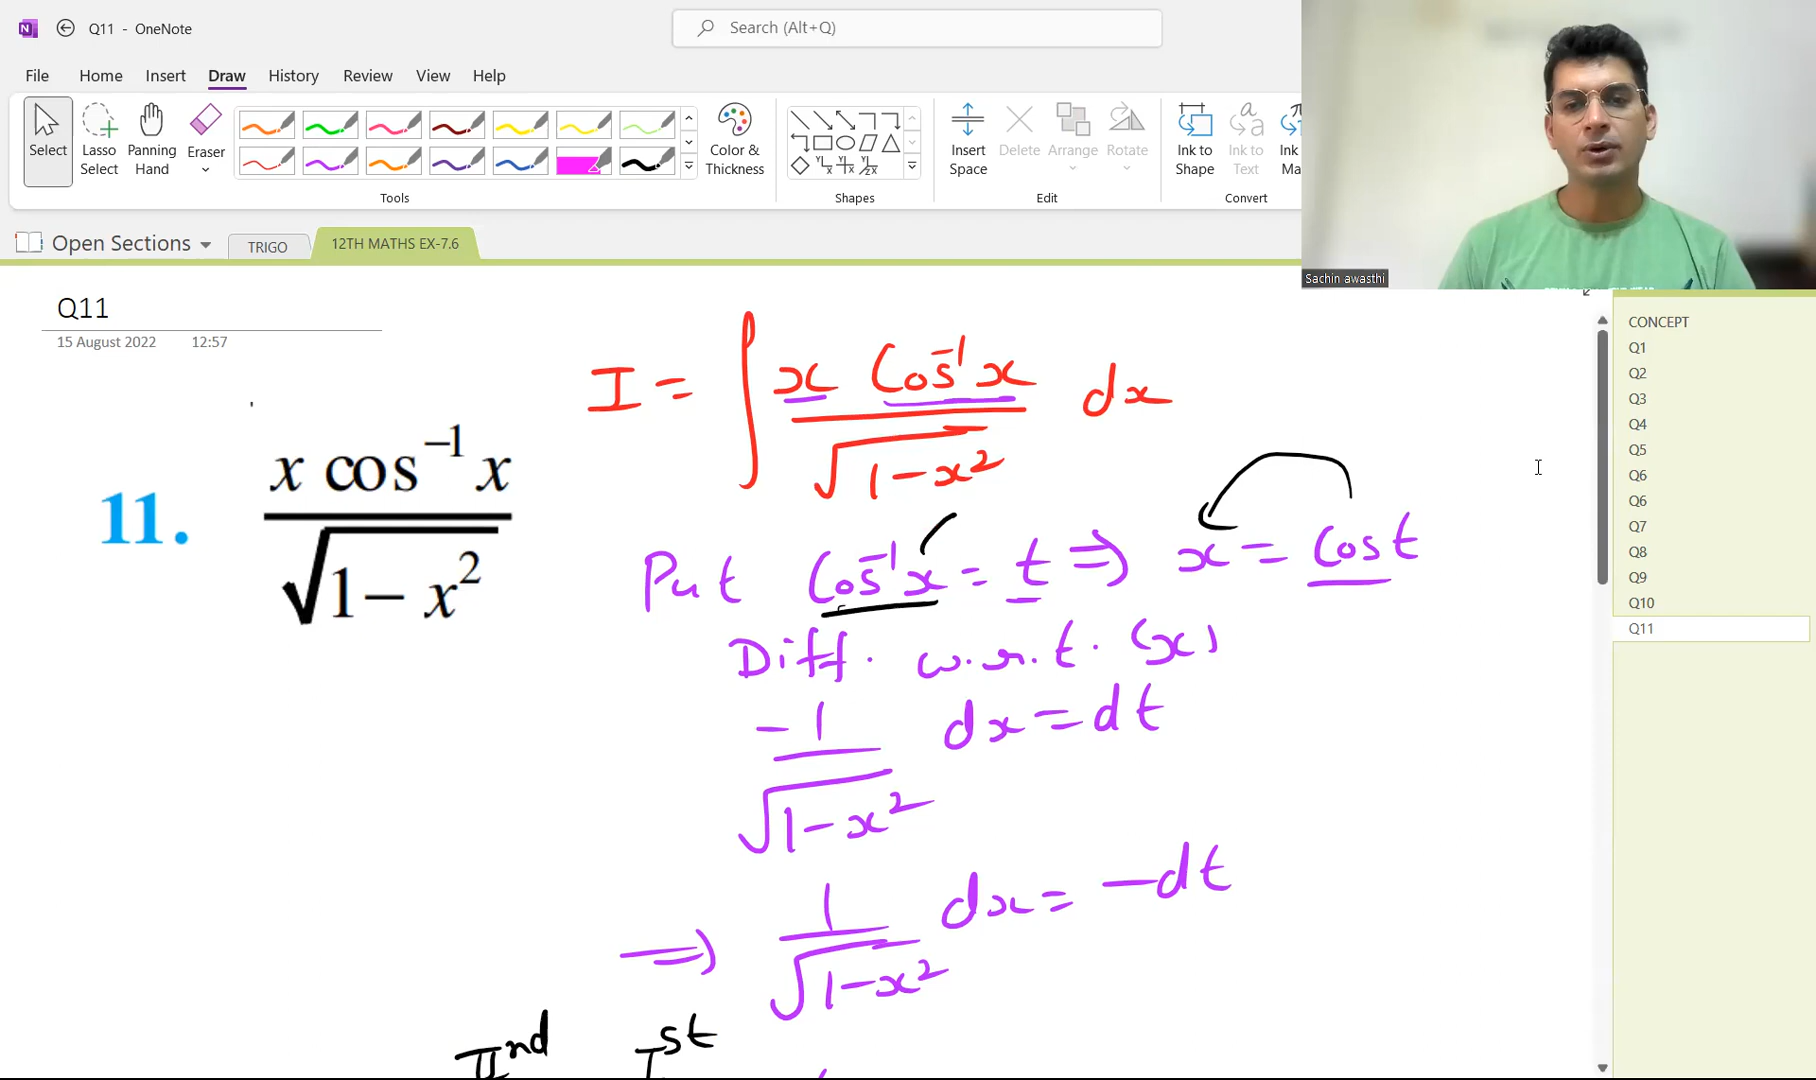 Q11 - OneNote
Search (Alt+Q)
File Home Insert Draw History Review View Help
Select
Lasso Select
Panning Hand
Eraser
Color & Thickness
Insert Space
Delete
Arrange
Rotate
Ink to Shape
Ink to Text
Ink Ma
Tools Shapes Edit Convert
Sachin awasthi
Open Sections TRIGO 12TH MATHS EX-7.6
Q11
15 August 2022 12:57
11. x cos⁻¹ x / √(1 – x²)
I = ∫ x Cos⁻¹x / √(1-x²) dx
Put Cos⁻¹x = t ⇒ x = Cost
Diff. w.r.t. (x)
-1/√(1-x²) dx = dt
⇒ 1/√(1-x²) dx = -dt
IInd Ist
CONCEPT
Q1
Q2
Q3
Q4
Q5
Q6
Q6
Q7
Q8
Q9
Q10
Q11